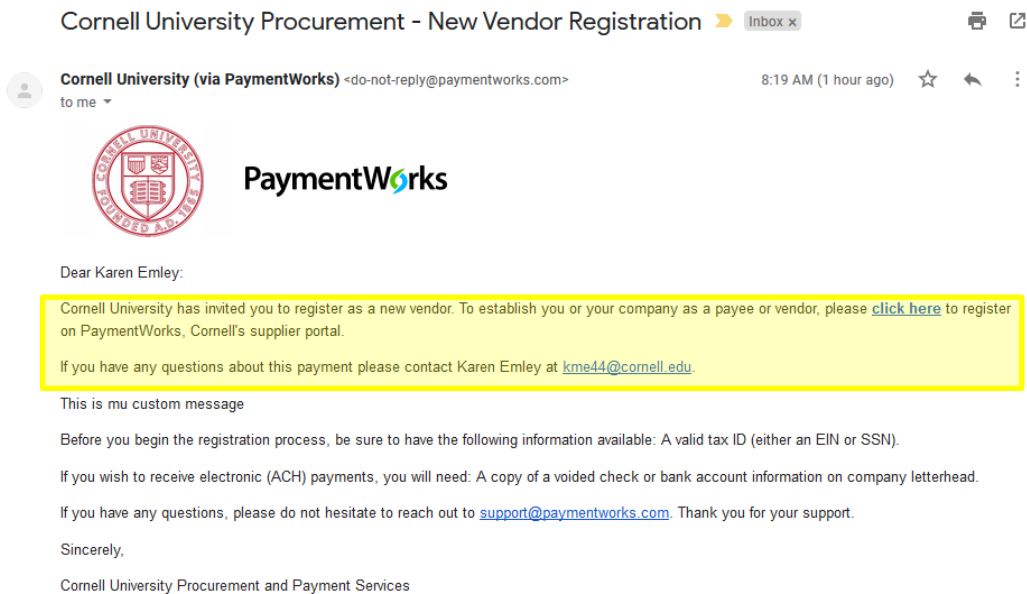 Cornell University Procurement - New Vendor Registration Inbox x
Cornell University (via PaymentWorks) <do-not-reply@paymentworks.com> 8:19 AM (1 hour ago)
to me
CORNELL UNIVERSITY FOUNDED A.D. 1865
PaymentWorks
Dear Karen Emley:
Cornell University has invited you to register as a new vendor. To establish you or your company as a payee or vendor, please click here to register
on PaymentWorks, Cornell's supplier portal.
If you have any questions about this payment please contact Karen Emley at kme44@cornell.edu.
This is mu custom message
Before you begin the registration process, be sure to have the following information available: A valid tax ID (either an EIN or SSN).
If you wish to receive electronic (ACH) payments, you will need: A copy of a voided check or bank account information on company letterhead.
If you have any questions, please do not hesitate to reach out to support@paymentworks.com. Thank you for your support.
Sincerely,
Cornell University Procurement and Payment Services